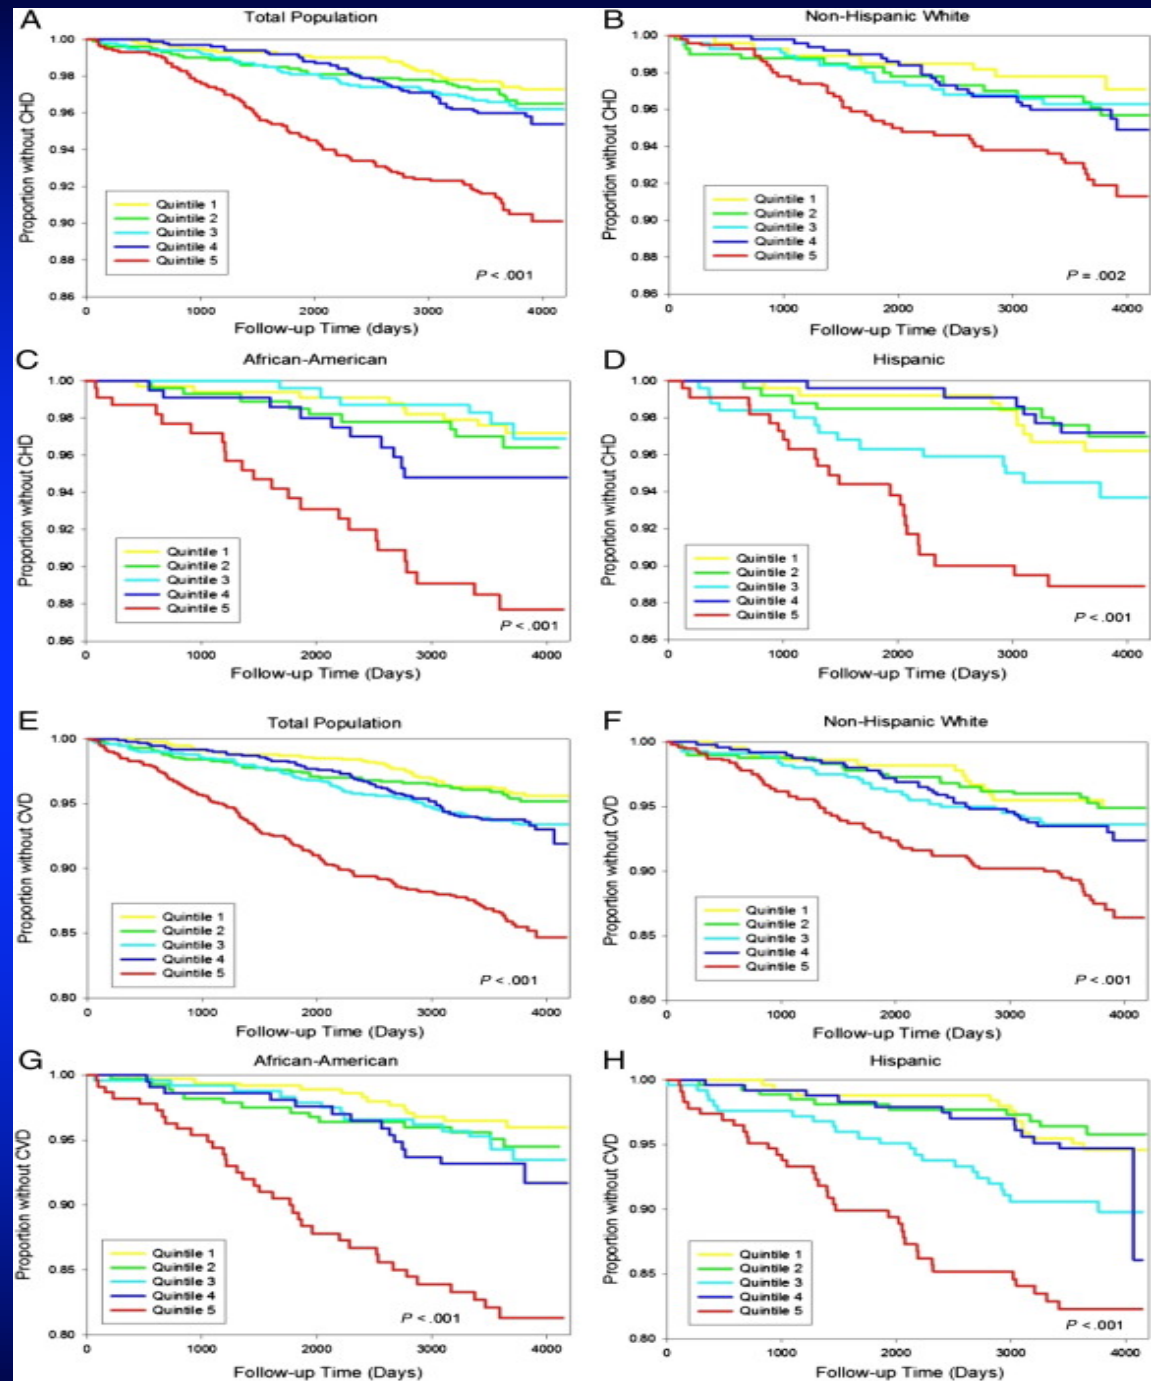 A
Total Population
Proportion without CHD
1.00
0.98
0.96
0.94
0.92
0.90
0.88
0.86
Quintile 1
Quintile 2
Quintile 3
Quintile 4
Quintile 5
P < .001
0 1000 2000 3000 4000
Follow-up Time (days)
B
Non-Hispanic White
Proportion without CHD
1.00
0.98
0.96
0.94
0.92
0.90
0.88
0.86
Quintile 1
Quintile 2
Quintile 3
Quintile 4
Quintile 5
P = .002
0 1000 2000 3000 4000
Follow-up Time (Days)
C
African-American
Proportion without CHD
1.00
0.98
0.96
0.94
0.92
0.90
0.88
0.86
Quintile 1
Quintile 2
Quintile 3
Quintile 4
Quintile 5
P < .001
0 1000 2000 3000 4000
Follow-up Time (Days)
D
Hispanic
Proportion without CHD
1.00
0.98
0.96
0.94
0.92
0.90
0.88
0.86
Quintile 1
Quintile 2
Quintile 3
Quintile 4
Quintile 5
P < .001
0 1000 2000 3000 4000
Follow-up Time (Days)
E
Total Population
Proportion without CVD
1.00
0.95
0.90
0.85
0.80
Quintile 1
Quintile 2
Quintile 3
Quintile 4
Quintile 5
P < .001
0 1000 2000 3000 4000
Follow-up Time (Days)
F
Non-Hispanic White
Proportion without CVD
1.00
0.95
0.90
0.85
0.80
Quintile 1
Quintile 2
Quintile 3
Quintile 4
Quintile 5
P < .001
0 1000 2000 3000 4000
Follow-up Time (Days)
G
African-American
Proportion without CVD
1.00
0.95
0.90
0.85
0.80
Quintile 1
Quintile 2
Quintile 3
Quintile 4
Quintile 5
P < .001
0 1000 2000 3000 4000
Follow-up Time (Days)
H
Hispanic
Proportion without CVD
1.00
0.95
0.90
0.85
0.80
Quintile 1
Quintile 2
Quintile 3
Quintile 4
Quintile 5
P < .001
0 1000 2000 3000 4000
Follow-up Time (Days)